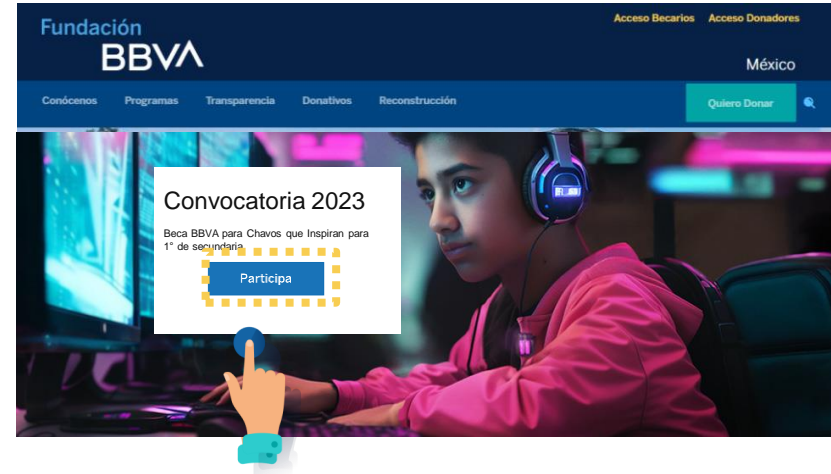 Fundación
BBVA
Acceso Becarios Acceso Donadores
México
Conócenos Programas Transparencia Donativos Reconstrucción Quiero Donar
Convocatoria 2023
Beca BBVA para Chavos que Inspiran para
1° de secundaria
Participa